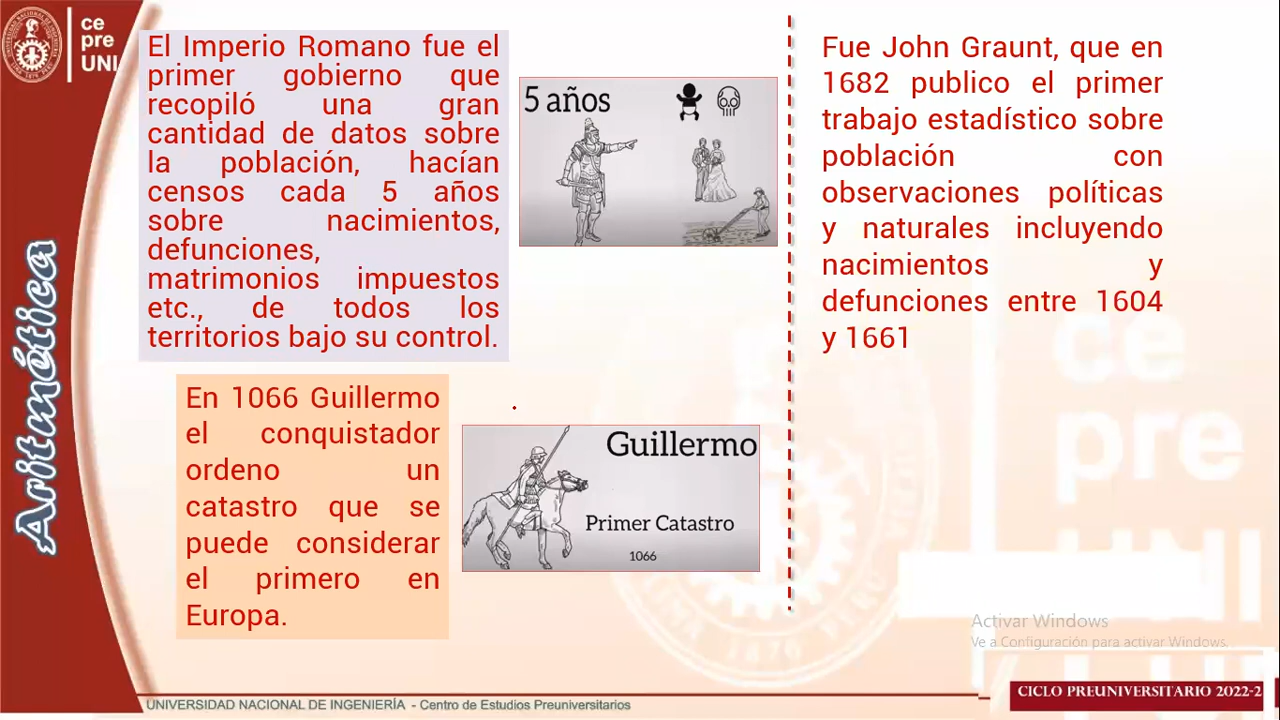 ce
pre
UNI
Aritmética
El Imperio Romano fue el
primer gobierno que
recopiló una gran
cantidad de datos sobre
la población, hacían
censos cada 5 años
sobre nacimientos,
defunciones,
matrimonios impuestos
etc., de todos los
territorios bajo su control.
5 años
En 1066 Guillermo
el conquistador
ordeno un
catastro que se
puede considerar
el primero en
Europa.
Guillermo
Primer Catastro
1066
Fue John Graunt, que en
1682 publico el primer
trabajo estadístico sobre
población con
observaciones políticas
y naturales incluyendo
nacimientos y
defunciones entre 1604
y 1661
ce
pre
UNI
Activar Windows
Ve a Configuración para activar Windows.
UNIVERSIDAD NACIONAL DE INGENIERÍA - Centro de Estudios Preuniversitarios
CICLO PREUNIVERSITARIO 2022-2